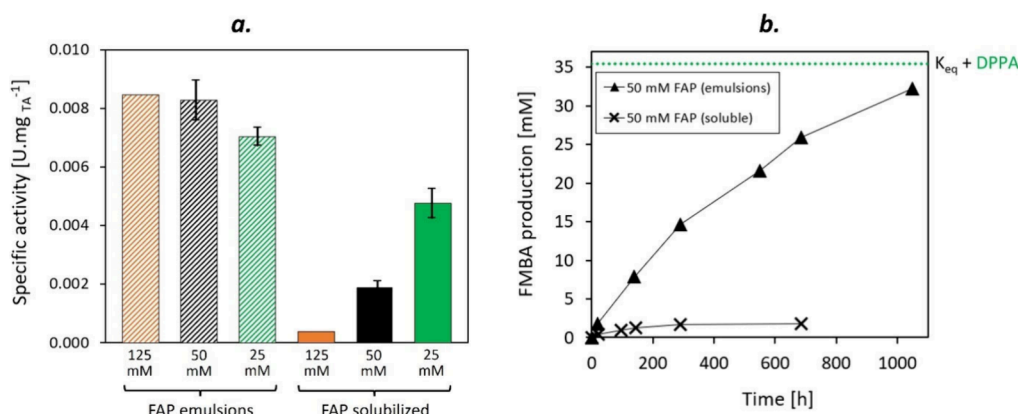 a.
Specific activity [U.mg TA-1]
0.010
0.008
0.006
0.004
0.002
0.000
125 mM
50 mM
25 mM
125 mM
50 mM
25 mM
FAP emulsions
FAP solubilized
b.
FMBA production [mM]
35
30
25
20
15
10
5
0
50 mM FAP (emulsions)
50 mM FAP (soluble)
Keq + DPPA
0
200
400
600
800
1000
Time [h]